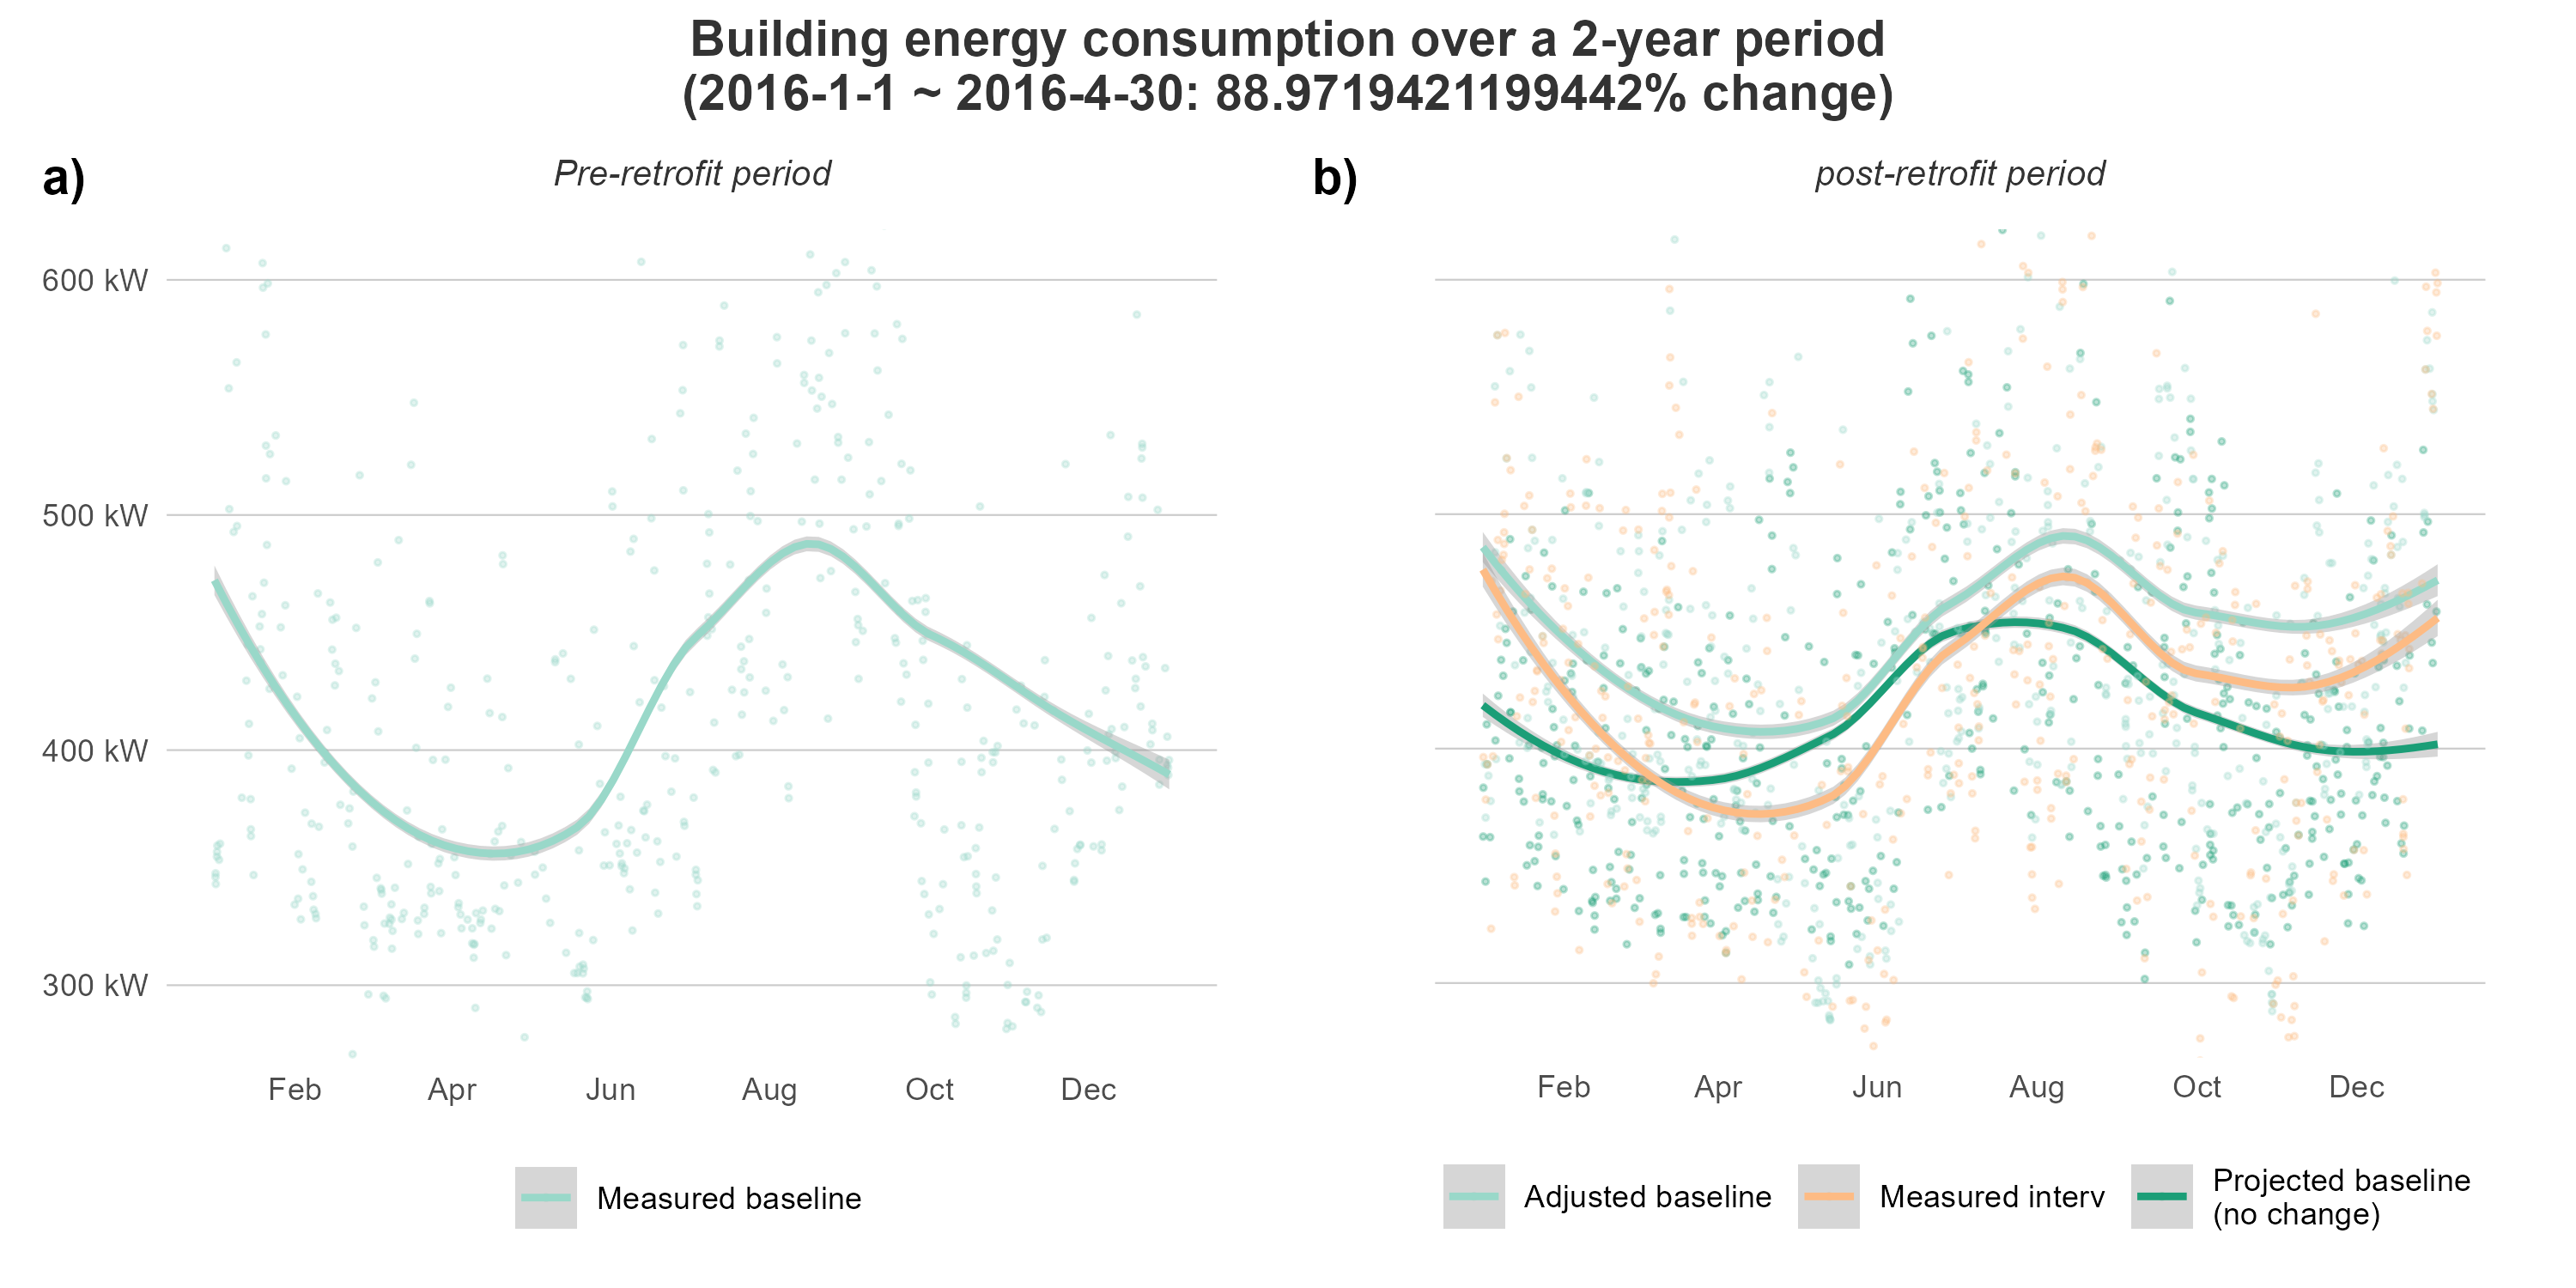 Building energy consumption over a 2-year period
(2016-1-1 ~ 2016-4-30: 88.9719421199442% change)
a)
Pre-retrofit period
600 kW
500 kW
400 kW
300 kW
Feb Apr Jun Aug Oct Dec
Measured baseline
b)
post-retrofit period
Feb Apr Jun Aug Oct Dec
Adjusted baseline
Measured interv
Projected baseline
(no change)